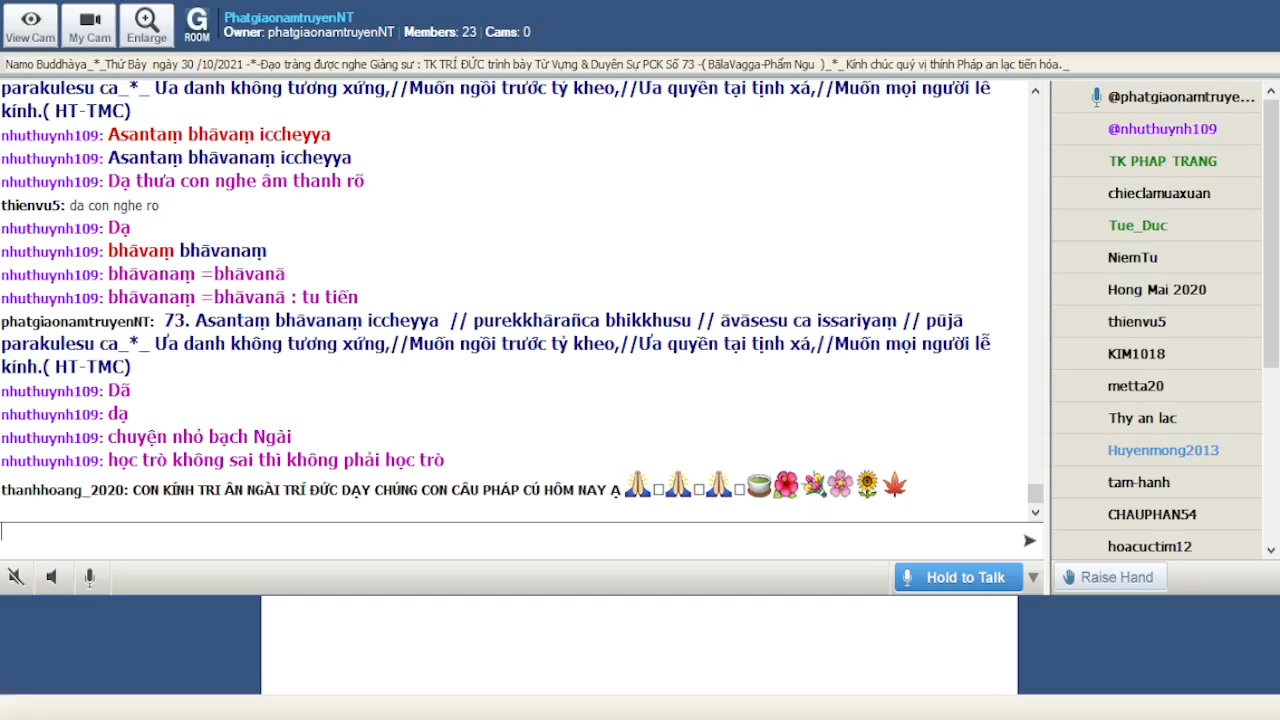 View Cam
My Cam
Enlarge
G
ROOM
PhatgiaonamtruyenNT
Owner: phatgiaonamtruyenNT | Members: 23 | Cams: 0
Namo Buddhàya_*_Thứ Bảy ngày 30 /10/2021 -*-Đạo tràng được nghe Giảng sư : TK TRÍ ĐỨC trình bày Từ Vựng & Duyên Sự PCK Số 73 -( BālaVagga-Phẩm Ngu )_*_ Kính chúc quý vị thính Pháp an lạc tiến hóa._
parakulesu ca_*_ Ưa danh không tương xứng,//Muốn ngồi trước tỷ kheo,//Ưa quyền tại tịnh xá,//Muốn mọi người lễ
kính.( HT-TMC)
nhuthuynh109: Asantaṃ bhāvaṃ iccheyya
nhuthuynh109: Asantaṃ bhāvanaṃ iccheyya
nhuthuynh109: Dạ thưa con nghe âm thanh rõ
thienvu5: da con nghe ro
nhuthuynh109: Dạ
nhuthuynh109: bhāvaṃ bhāvanaṃ
nhuthuynh109: bhāvanaṃ =bhāvanā
nhuthuynh109: bhāvanaṃ =bhāvanā : tu tiến
phatgiaonamtruyenNT: 73. Asantaṃ bhāvanaṃ iccheyya // purekkhārañca bhikkhusu // āvāsesu ca issariyaṃ // pūjā
parakulesu ca_*_ Ưa danh không tương xứng,//Muốn ngồi trước tỷ kheo,//Ưa quyền tại tịnh xá,//Muốn mọi người lễ
kính.( HT-TMC)
nhuthuynh109: Dã
nhuthuynh109: dạ
nhuthuynh109: chuyện nhỏ bạch Ngài
nhuthuynh109: học trò không sai thì không phải học trò
thanhhoang_2020: CON KÍNH TRI ÂN NGÀI TRÍ ĐỨC DẠY CHÚNG CON CÂU PHÁP CÚ HÔM NAY Ạ
Hold to Talk
@phatgiaonamtruye...
@nhuthuynh109
TK PHAP TRANG
chieclamuaxuan
Tue_Duc
NiemTu
Hong Mai 2020
thienvu5
KIM1018
metta20
Thy an lac
Huyenmong2013
tam-hanh
CHAUPHAN54
hoacuctim12
Raise Hand